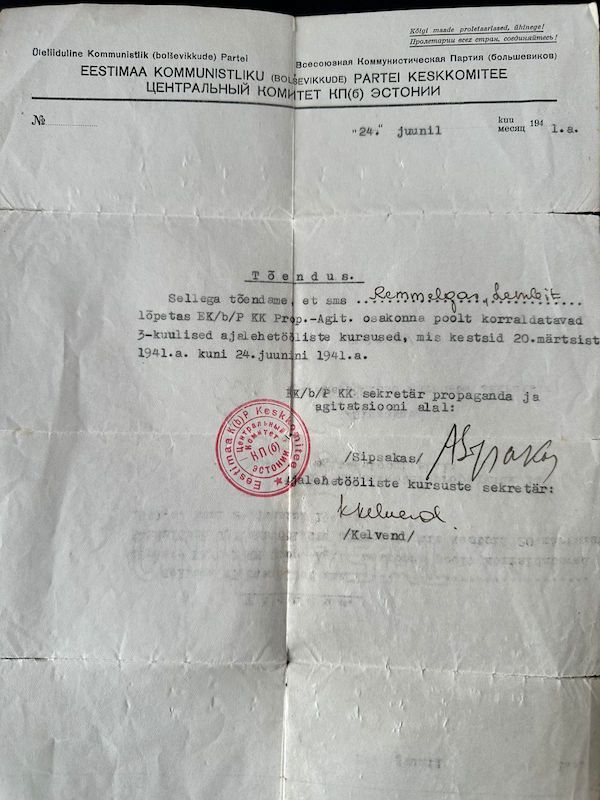 Kõigi maade proletaarlased, ühinege!
Пролетарии всех стран, соединяйтесь!
Üleliiduline Kommunistlik (bolševikkude) Partei
Всесоюзная Коммунистическая Партия (большевиков)
EESTIMAA KOMMUNISTLIKU (BOLŠEVIKKUDE) PARTEI KESKKOMITEE
ЦЕНТРАЛЬНЫЙ КОМИТЕТ КП(б) ЭСТОНИИ
№
"24." juunil kuu месяц 194 1.a.
Tõendus.
Sellega tõendame, et sms Remmelgas, Lembit
lõpetas EK/b/P KK Prop.-Agit. osakonna poolt korraldatavad
3-kuulised ajalehetööliste kursused, mis kestsid 20.märtsist
1941.a. kuni 24.juunini 1941.a.
EK/b/P KK sekretär propaganda ja
agitatsiooni alal:
Eestimaa K(b)P Keskkomitee
Центральный
Комитет
КП(б)
ЭСТОНИИ
/Sipsakas/
Ajalehetööliste kursuste sekretär:
KKelvend.
/Kelvend/